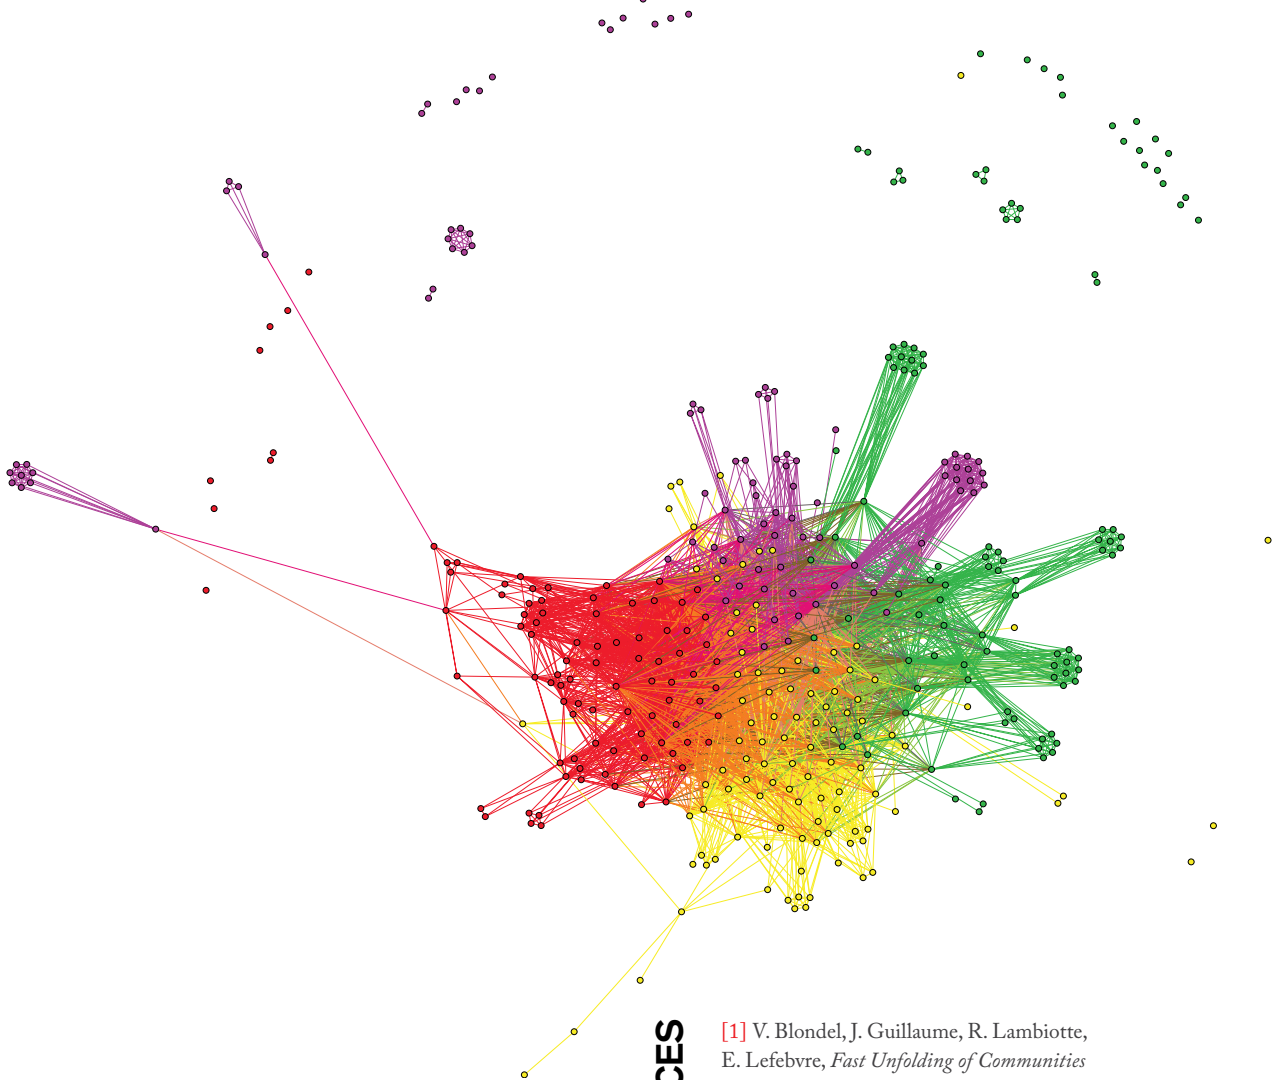 CES
[1] V. Blondel, J. Guillaume, R. Lambiotte,
E. Lefebvre, Fast Unfolding of Communities